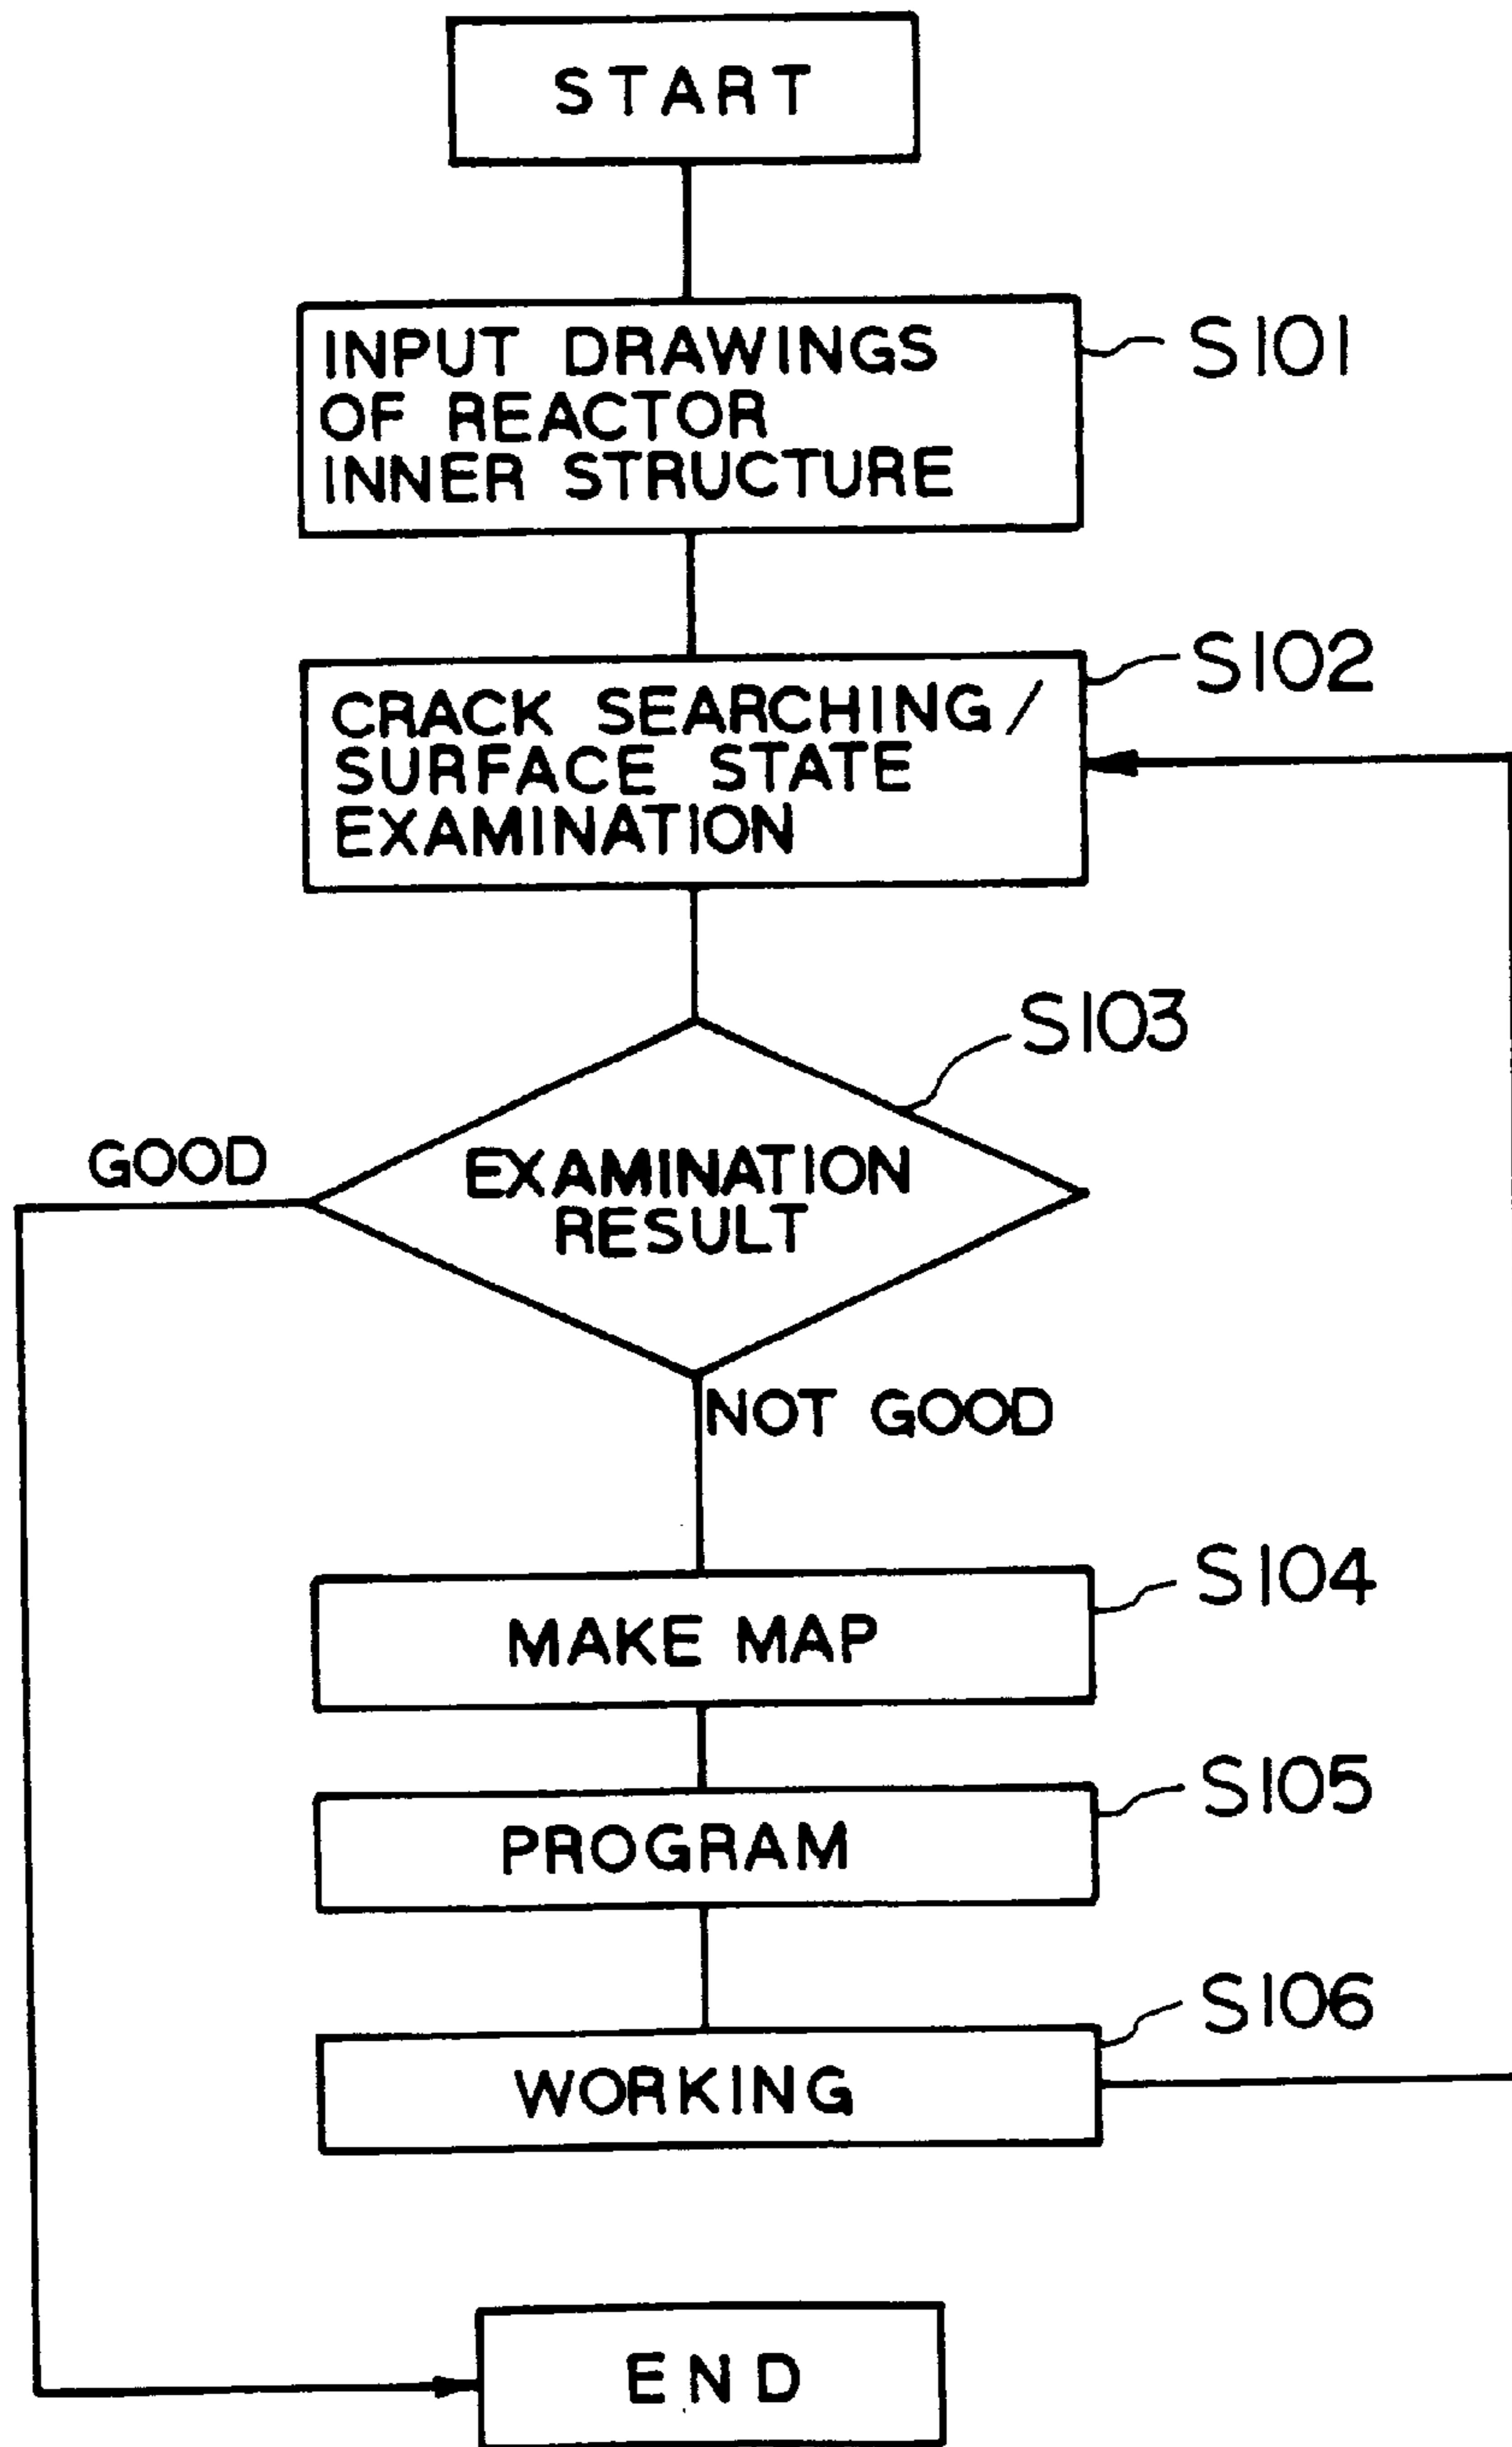 START
INPUT DRAWINGS
OF REACTOR
INNER STRUCTURE
S101
CRACK SEARCHING/
SURFACE STATE
EXAMINATION
S102
S103
GOOD
EXAMINATION
RESULT
NOT GOOD
MAKE MAP
S104
PROGRAM
S105
WORKING
S106
END